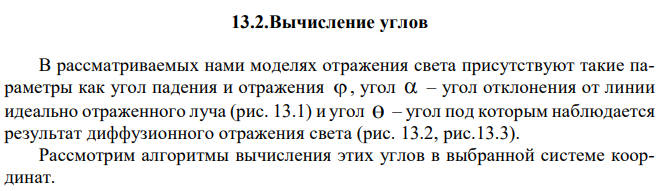 13.2.Вычисление углов
В рассматриваемых нами моделях отражения света присутствуют такие па-
раметры как угол падения и отражения φ, угол α – угол отклонения от линии
идеально отраженного луча (рис. 13.1) и угол Θ – угол под которым наблюдается
результат диффузионного отражения света (рис. 13.2, рис.13.3).
Рассмотрим алгоритмы вычисления этих углов в выбранной системе коор-
динат.